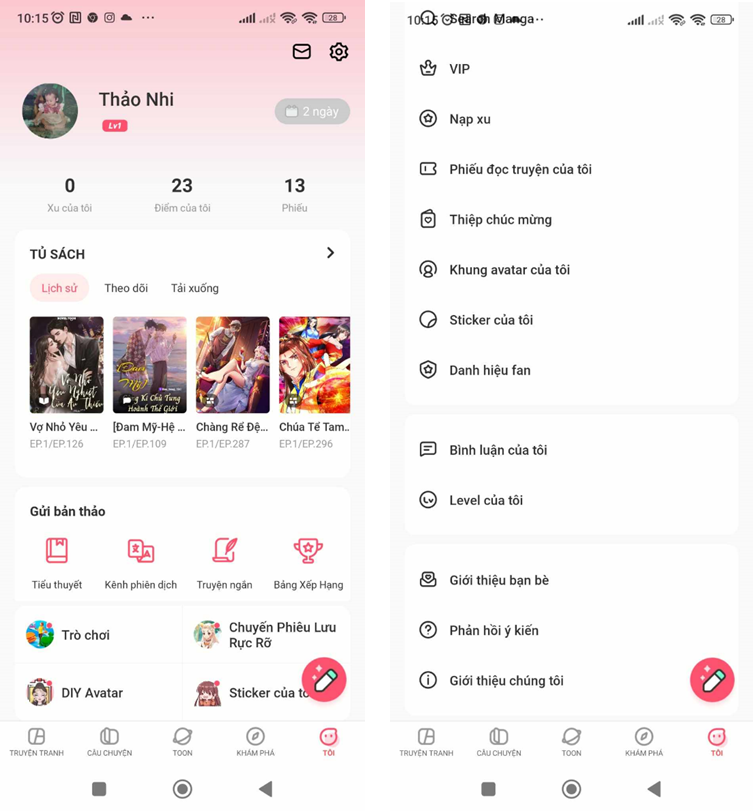 10:15
28
Thảo Nhi
Lv1
2 ngày
0
23
13
Xu của tôi
Điểm của tôi
Phiếu
TỦ SÁCH
Lịch sử
Theo dõi
Tải xuống
Vợ Nhỏ Yêu ...
[Đam Mỹ-Hệ ...
Chàng Rể Đệ...
Chúa Tể Tam..
EP.1/EP.126
EP.1/EP.109
EP.1/EP.287
EP.1/EP.296
Gửi bản thảo
Tiểu thuyết
Kênh phiên dịch
Truyện ngắn
Bảng Xếp Hạng
Trò chơi
Chuyến Phiêu Lưu
Rực Rỡ
DIY Avatar
Sticker của tô
TRUYỆN TRANH
CÂU CHUYỆN
TOON
KHÁM PHÁ
TÔI
10:15
28
Search Manga
VIP
Nạp xu
Phiếu đọc truyện của tôi
Thiệp chúc mừng
Khung avatar của tôi
Sticker của tôi
Danh hiệu fan
Bình luận của tôi
Lv
Level của tôi
Giới thiệu bạn bè
Phản hồi ý kiến
Giới thiệu chúng tôi
TRUYỆN TRANH
CÂU CHUYỆN
TOON
KHÁM PHÁ
TÔI